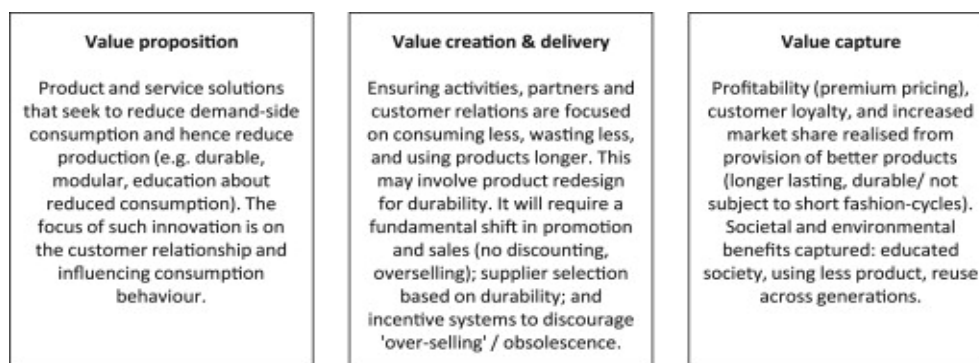 Value proposition
Product and service solutions
that seek to reduce demand-side
consumption and hence reduce
production (e.g. durable,
modular, education about
reduced consumption). The
focus of such innovation is on
the customer relationship and
influencing consumption
behaviour.
Value creation & delivery
Ensuring activities, partners and
customer relations are focused
on consuming less, wasting less,
and using products longer. This
may involve product redesign
for durability. It will require a
fundamental shift in promotion
and sales (no discounting,
overselling); supplier selection
based on durability; and
incentive systems to discourage
'over-selling' / obsolescence.
Value capture
Profitability (premium pricing),
customer loyalty, and increased
market share realised from
provision of better products
(longer lasting, durable/ not
subject to short fashion-cycles).
Societal and environmental
benefits captured: educated
society, using less product, reuse
across generations.